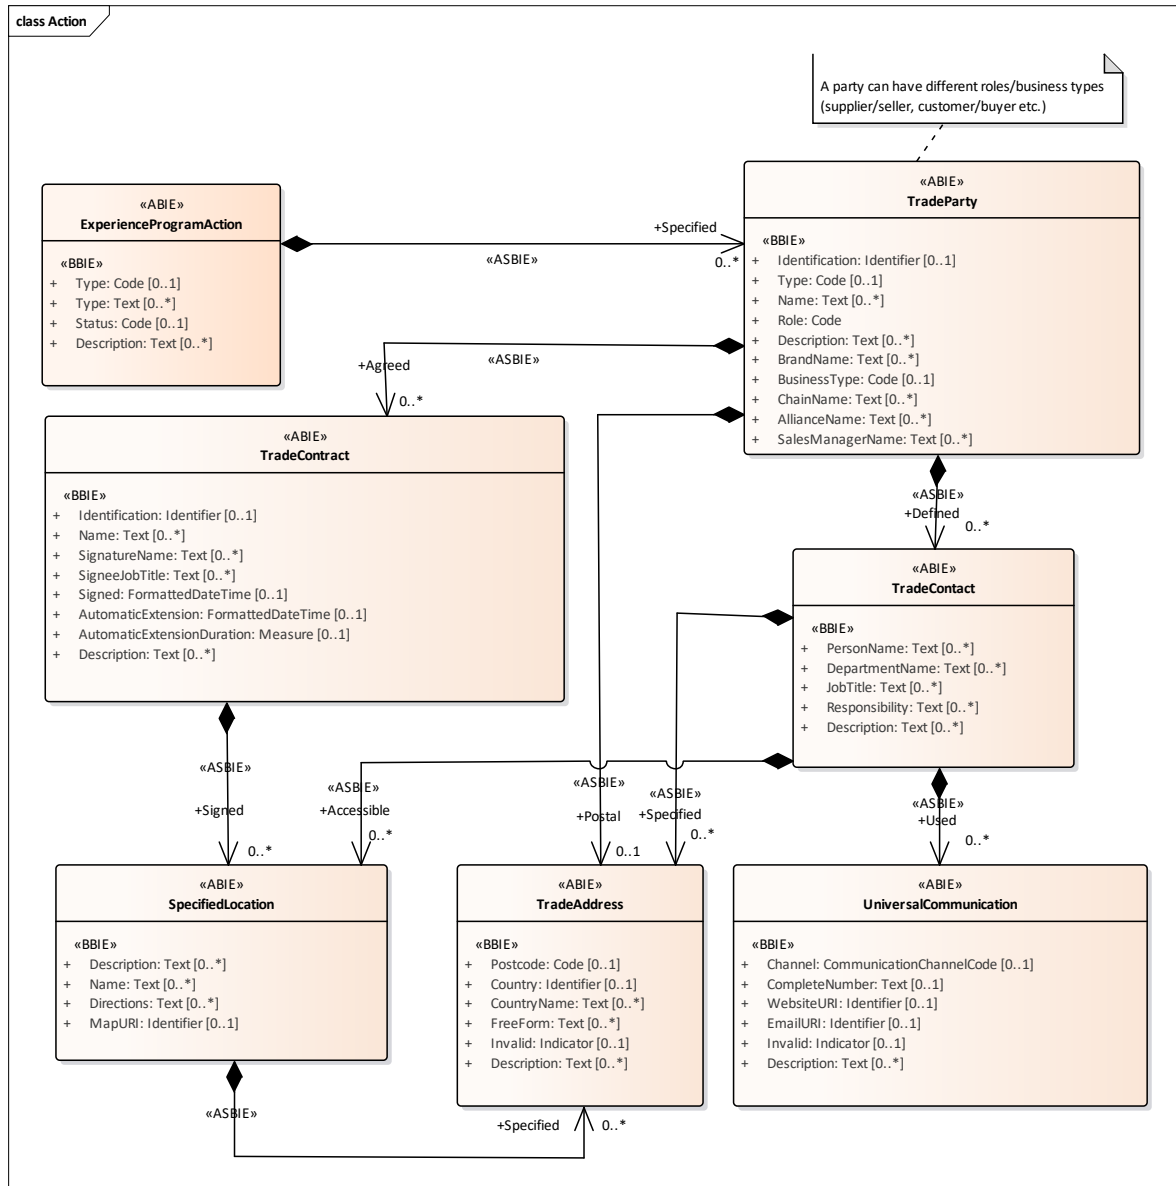 class Action
A party can have different roles/business types
(supplier/seller, customer/buyer etc.)
«ABIE»
ExperienceProgramAction
«BBIE»
+ Type: Code [0..1]
+ Type: Text [0..*]
+ Status: Code [0..1]
+ Description: Text [0..*]
+Specified
0..*
«ASBIE»
«ABIE»
TradeParty
«BBIE»
+ Identification: Identifier [0..1]
+ Type: Code [0..1]
+ Name: Text [0..*]
+ Role: Code
+ Description: Text [0..*]
+ BrandName: Text [0..*]
+ BusinessType: Code [0..1]
+ ChainName: Text [0..*]
+ AllianceName: Text [0..*]
+ SalesManagerName: Text [0..*]
«ASBIE»
+Agreed
0..*
«ABIE»
TradeContract
«BBIE»
+ Identification: Identifier [0..1]
+ Name: Text [0..*]
+ SignatureName: Text [0..*]
+ SigneeJobTitle: Text [0..*]
+ Signed: FormattedDateTime [0..1]
+ AutomaticExtension: FormattedDateTime [0..1]
+ AutomaticExtensionDuration: Measure [0..1]
+ Description: Text [0..*]
«ASBIE»
+Defined
0..*
«ABIE»
TradeContact
«BBIE»
+ PersonName: Text [0..*]
+ DepartmentName: Text [0..*]
+ JobTitle: Text [0..*]
+ Responsibility: Text [0..*]
+ Description: Text [0..*]
«ASBIE»
+Signed
0..*
«ASBIE»
+Accessible
0..*
«ASBIE»
+Postal
0..1
«ASBIE»
+Specified
0..*
«ASBIE»
+Used
0..*
«ABIE»
SpecifiedLocation
«BBIE»
+ Description: Text [0..*]
+ Name: Text [0..*]
+ Directions: Text [0..*]
+ MapURI: Identifier [0..1]
«ABIE»
TradeAddress
«BBIE»
+ Postcode: Code [0..1]
+ Country: Identifier [0..1]
+ CountryName: Text [0..*]
+ FreeForm: Text [0..*]
+ Invalid: Indicator [0..1]
+ Description: Text [0..*]
«ABIE»
UniversalCommunication
«BBIE»
+ Channel: CommunicationChannelCode [0..1]
+ CompleteNumber: Text [0..1]
+ WebsiteURI: Identifier [0..1]
+ EmailURI: Identifier [0..1]
+ Invalid: Indicator [0..1]
+ Description: Text [0..*]
«ASBIE»
+Specified
0..*